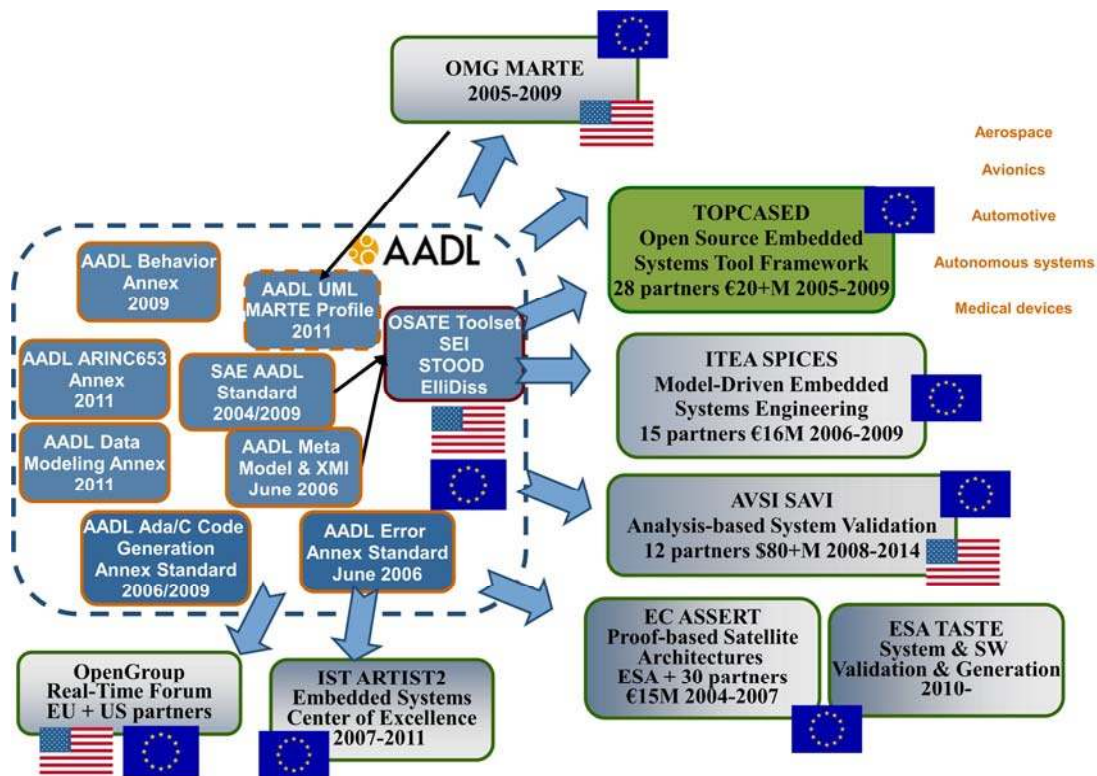 OMG MARTE
2005-2009
Aerospace
Avionics
Automotive
Autonomous systems
Medical devices
TOPCASED
Open Source Embedded
Systems Tool Framework
28 partners €20+M 2005-2009
AADL
AADL Behavior
Annex
2009
AADL UML
MARTE Profile
2011
OSATE Toolset
SEI
STOOD
ElliDiss
AADL ARINC653
Annex
2011
SAE AADL
Standard
2004/2009
ITEA SPICES
Model-Driven Embedded
Systems Engineering
15 partners €16M 2006-2009
AADL Data
Modeling Annex
2011
AADL Meta
Model & XMI
June 2006
AVSI SAVI
Analysis-based System Validation
12 partners $80+M 2008-2014
AADL Ada/C Code
Generation
Annex Standard
2006/2009
AADL Error
Annex Standard
June 2006
EC ASSERT
Proof-based Satellite
Architectures
ESA + 30 partners
€15M 2004-2007
ESA TASTE
System & SW
Validation & Generation
2010-
OpenGroup
Real-Time Forum
EU + US partners
IST ARTIST2
Embedded Systems
Center of Excellence
2007-2011